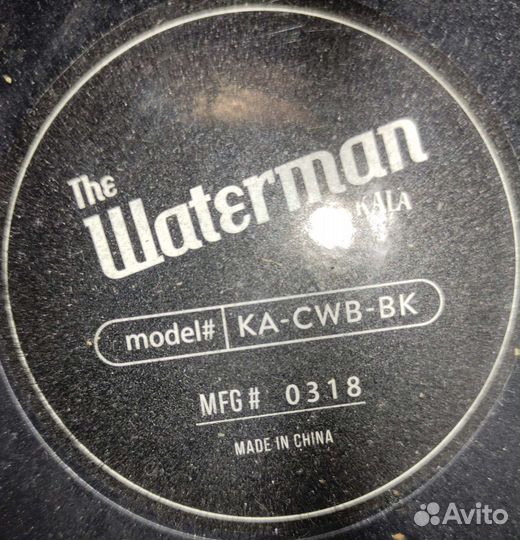 The
Waterman
KALA
model# KA-CWB-BK
MFG # 0318
MADE IN CHINA
Avito